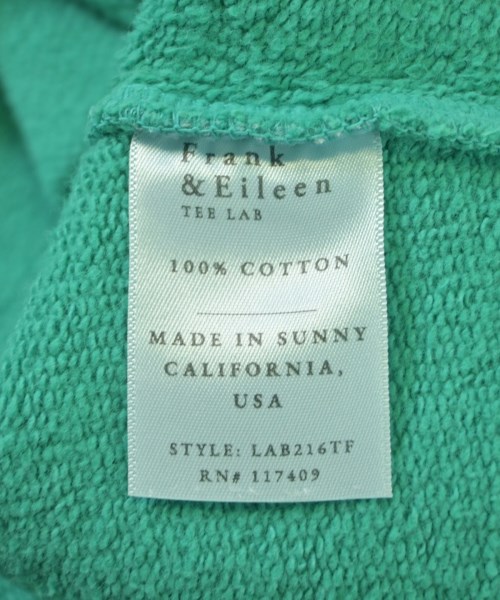 Frank
& Eileen
TEE LAB
100% COTTON
MADE IN SUNNY
CALIFORNIA,
USA
STYLE: LAB216TF
RN# 117409